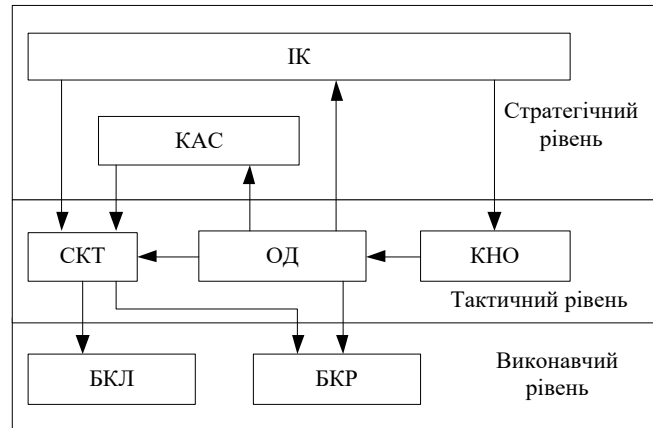 ІК
Стратегічний
рівень
КАС
СКТ
ОД
КНО
Тактичний рівень
БКЛ
БКР
Виконавчий
рівень